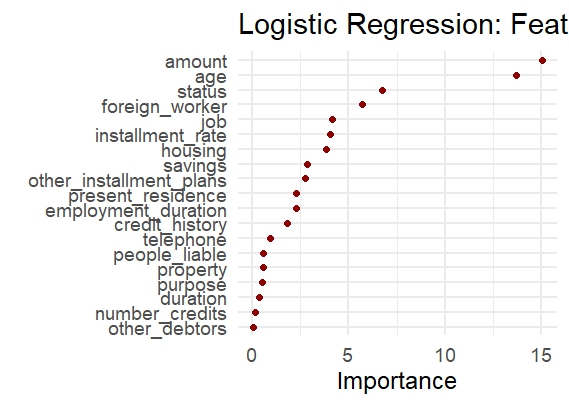 Logistic Regression: Feat
amount
age
status
foreign_worker
job
installment_rate
housing
savings
other_installment_plans
present_residence
employment_duration
credit_history
telephone
people_liable
property
purpose
duration
number_credits
other_debtors
0 5 10 15
Importance